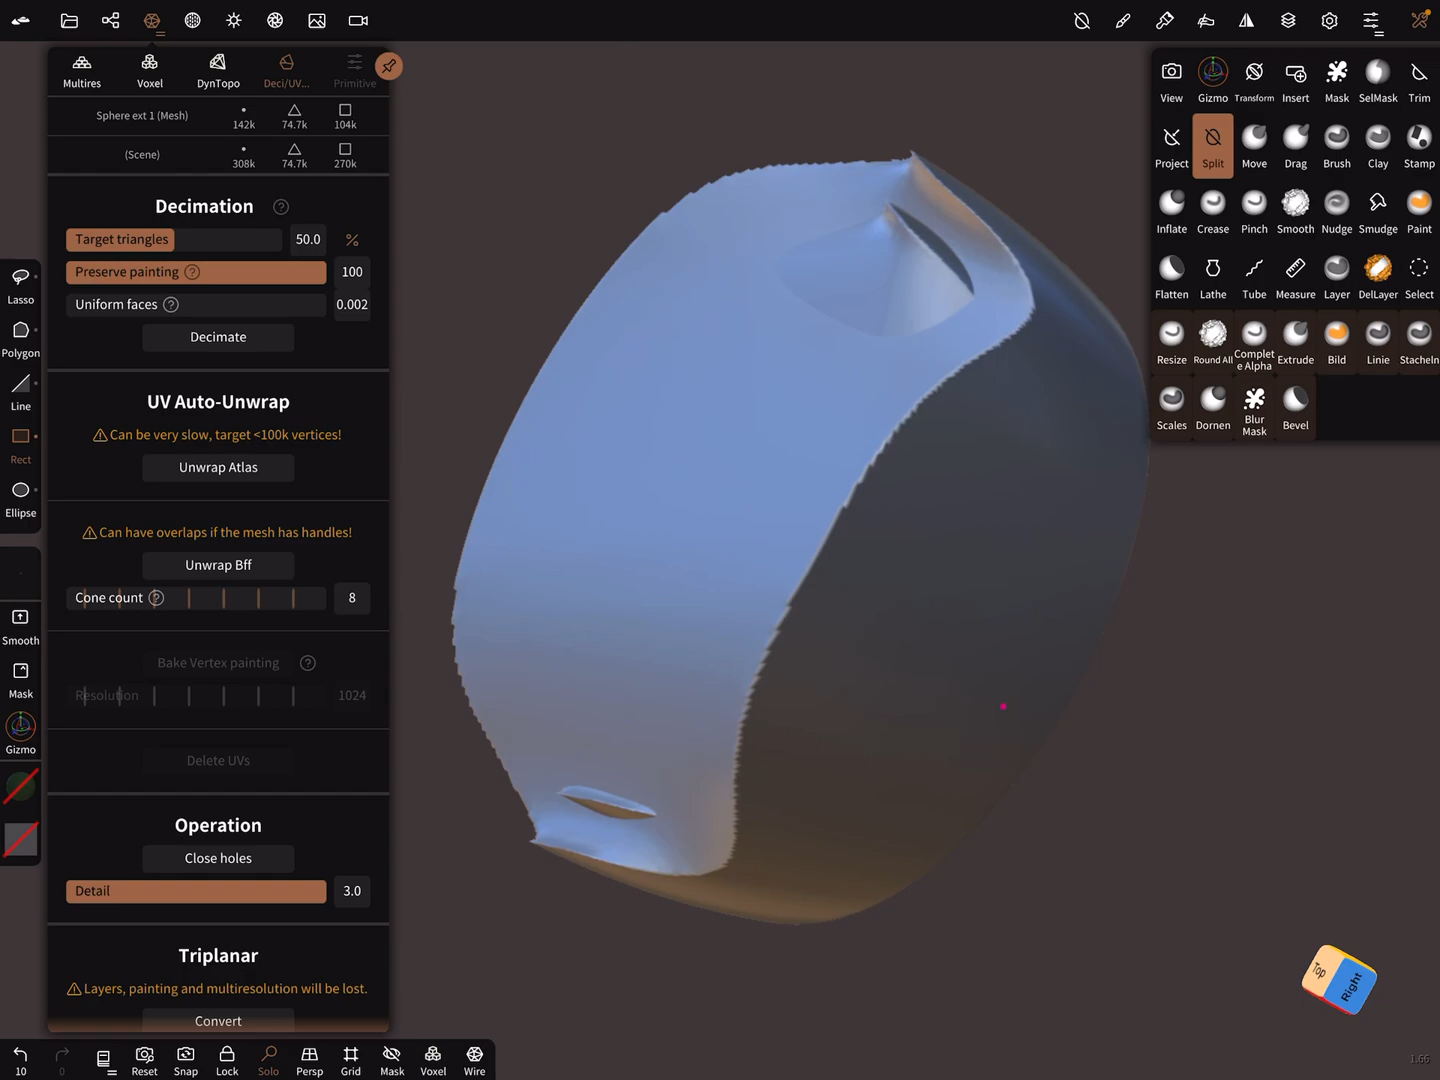 Multires
Voxel
DynTopo
Deci/UV...
Primitive
Sphere ext 1 (Mesh)
142k
74.7k
104k
(Scene)
308k
74.7k
270k
Decimation
?
Target triangles
50.0
%
Preserve painting ?
100
Uniform faces ?
0.002
Decimate
UV Auto-Unwrap
Can be very slow, target <100k vertices!
Unwrap Atlas
Can have overlaps if the mesh has handles!
Unwrap Bff
Cone count ?
8
Bake Vertex painting
?
Resolution
1024
Delete UVs
Operation
Close holes
Detail
3.0
Triplanar
Layers, painting and multiresolution will be lost.
Convert
Lasso
Polygon
Line
Rect
Ellipse
Smooth
Mask
Gizmo
10
0
Reset
Snap
Lock
Solo
Persp
Grid
Mask
Voxel
Wire
View
Gizmo
Transform
Insert
Mask
SelMask
Trim
Project
Split
Move
Drag
Brush
Clay
Stamp
Inflate
Crease
Pinch
Smooth
Nudge
Smudge
Paint
Flatten
Lathe
Tube
Measure
Layer
DelLayer
Select
Resize
Round All
Complet
e Alpha
Extrude
Bild
Linie
Stacheln
Scales
Dornen
Blur
Mask
Bevel
Top
Right
1.66